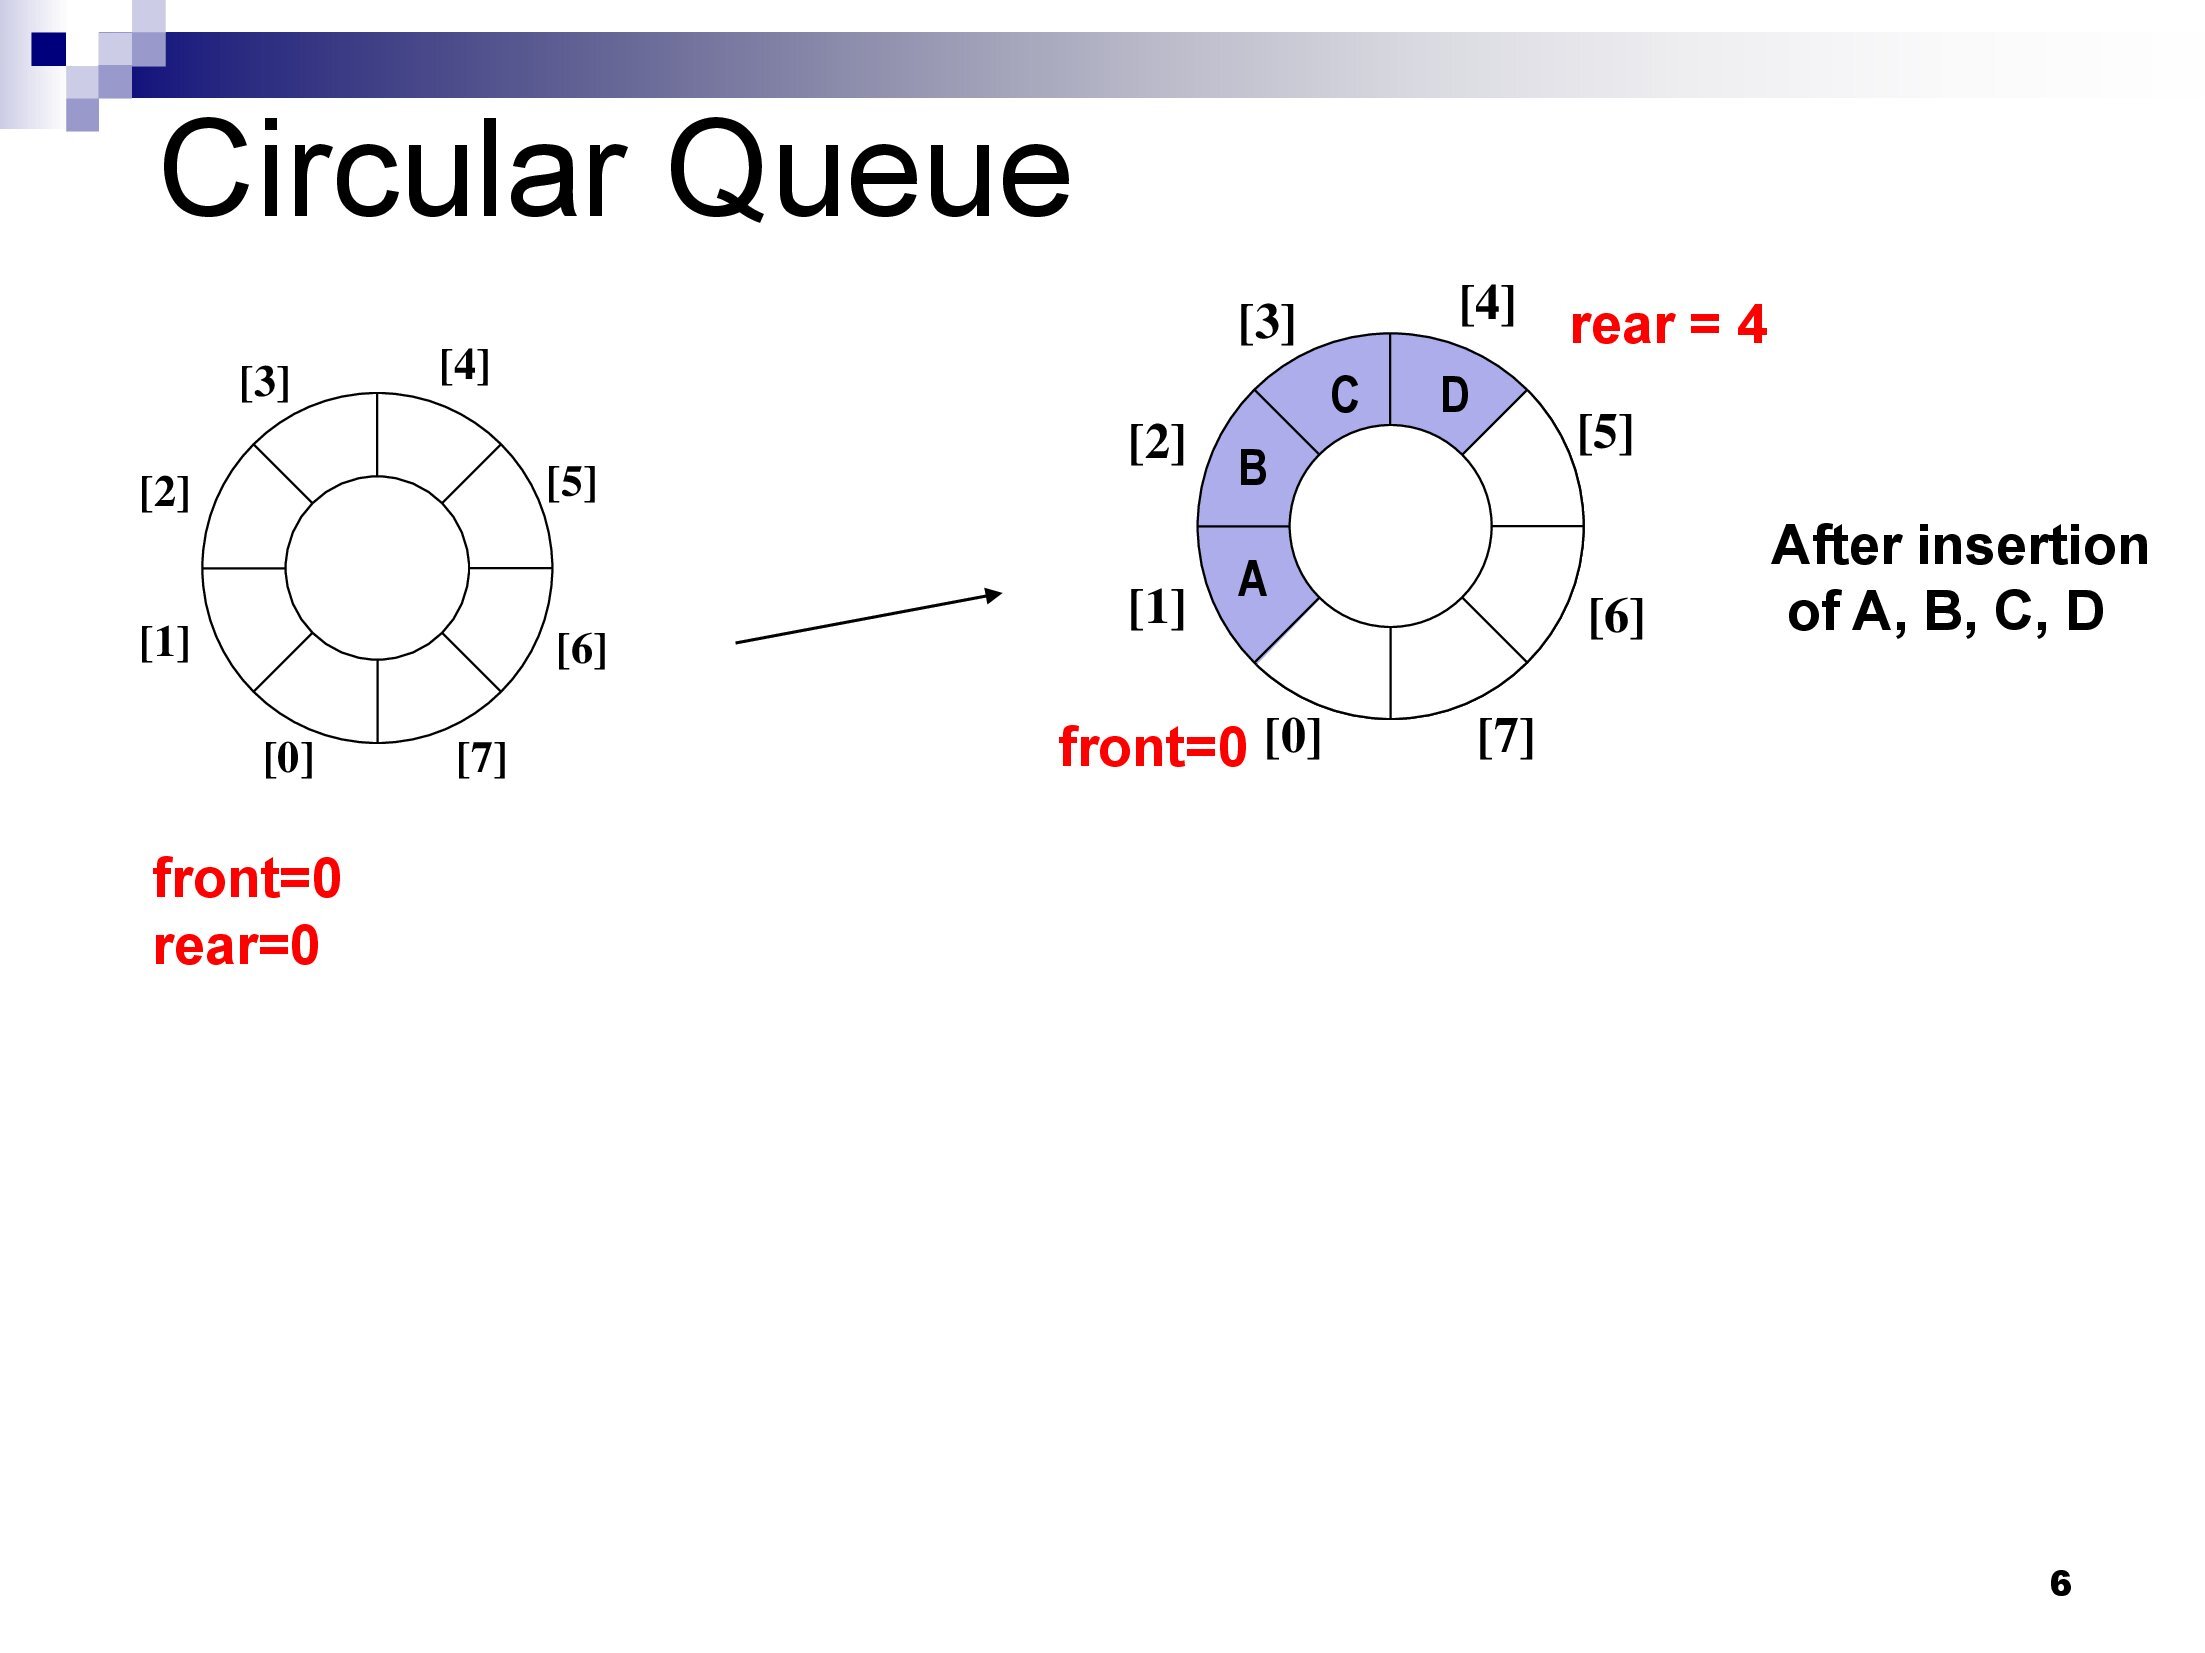 Circular Queue
[3]
[4]
[2]
[5]
[1]
[6]
[0]
[7]
front=0
rear=0
[3]
[4]
rear = 4
C
D
[2]
[5]
B
A
[1]
[6]
front=0
[0]
[7]
After insertion
of A, B, C, D
6